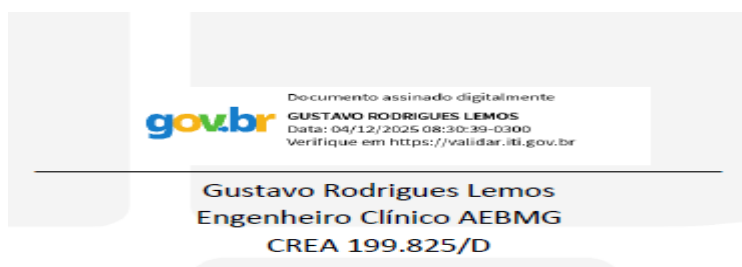 Documento assinado digitalmente
gov.br
GUSTAVO RODRIGUES LEMOS
Data: 04/12/2025 08:30:39-0300
Verifique em https://validar.iti.gov.br
Gustavo Rodrigues Lemos
Engenheiro Clínico AEBMG
CREA 199.825/D